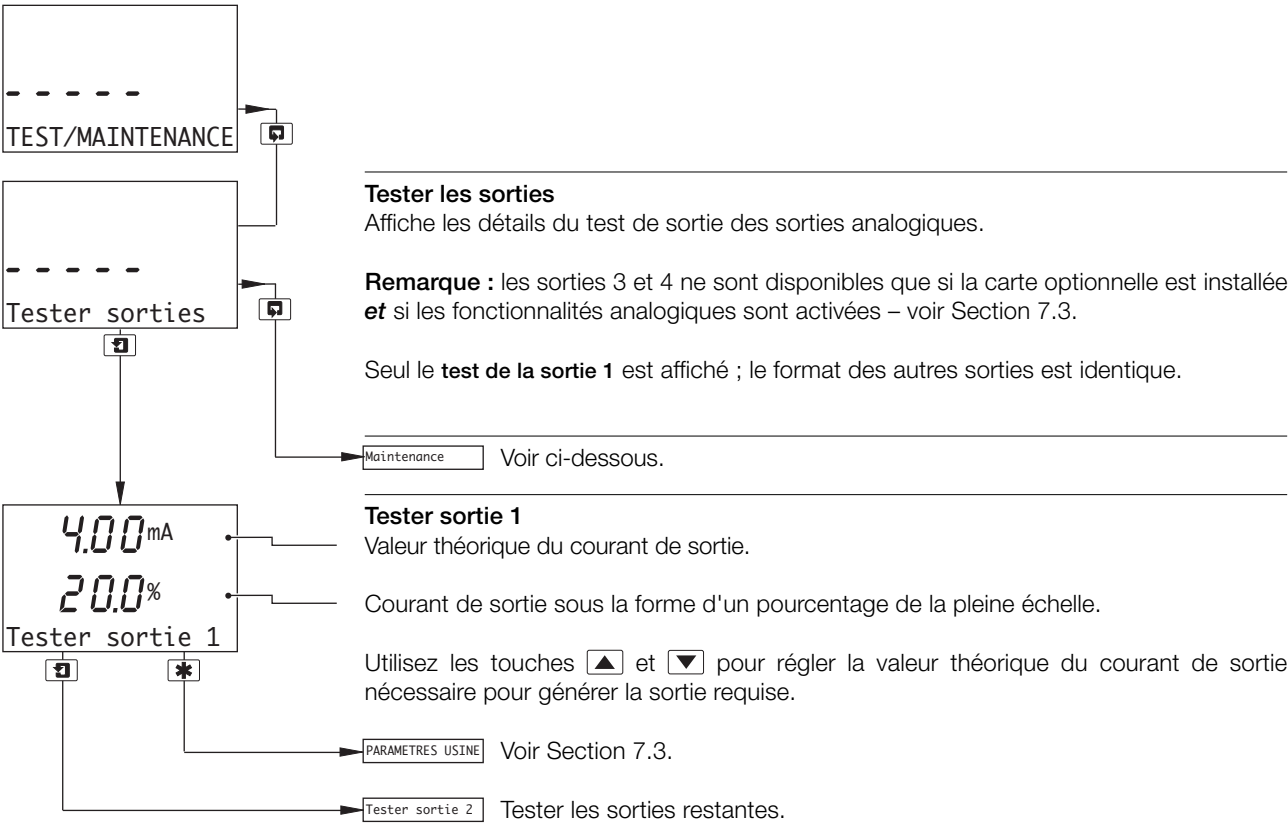 - - - - -
TEST/MAINTENANCE
Tester les sorties
Affiche les détails du test de sortie des sorties analogiques.
Remarque : les sorties 3 et 4 ne sont disponibles que si la carte optionnelle est installée
et si les fonctionnalités analogiques sont activées – voir Section 7.3.
- - - - -
Tester sorties
Seul le test de la sortie 1 est affiché ; le format des autres sorties est identique.
Maintenance Voir ci-dessous.
4.00 mA
20.0 %
Tester sortie 1
Tester sortie 1
Valeur théorique du courant de sortie.
Courant de sortie sous la forme d'un pourcentage de la pleine échelle.
Utilisez les touches ▲ et ▼ pour régler la valeur théorique du courant de sortie
nécessaire pour générer la sortie requise.
PARAMETRES USINE Voir Section 7.3.
Tester sortie 2 Tester les sorties restantes.